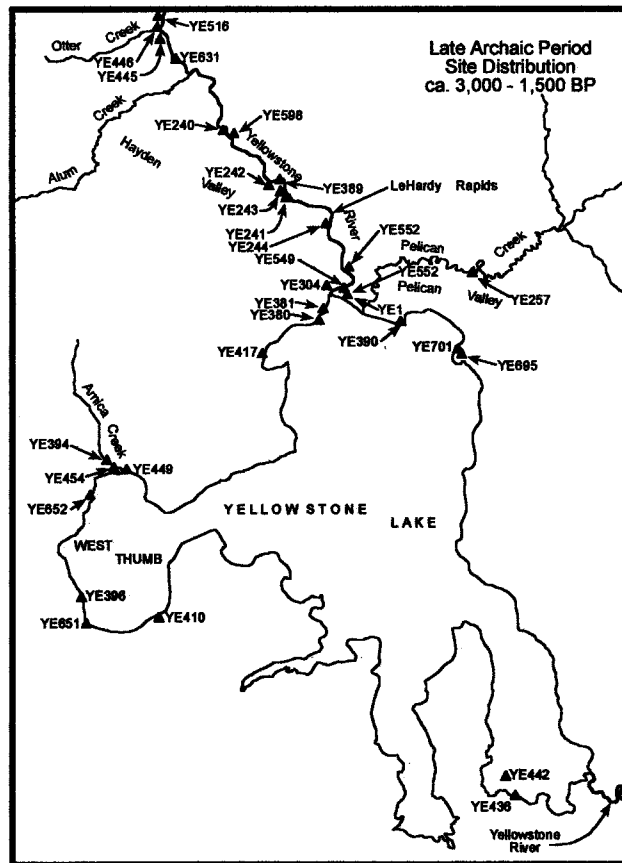 Late Archaic Period
Site Distribution
ca. 3,000 - 1,500 BP
Otter
Creek
YE516
YE446
YE445
YE631
Creek
Alum
YE240
YE598
Hayden
Valley
Yellowstone
River
YE242
YE389
LeHardy Rapids
YE243
YE241
YE244
YE552
YE549
Pelican
Creek
YE552
YE304
Pelican
Valley
YE257
YE381
YE1
YE380
YE390
YE417
YE701
YE695
Arnica
Creek
YE394
YE454
YE449
YE652
YELLOWSTONE
LAKE
WEST
THUMB
YE396
YE651
YE410
YE442
YE436
Yellowstone
River